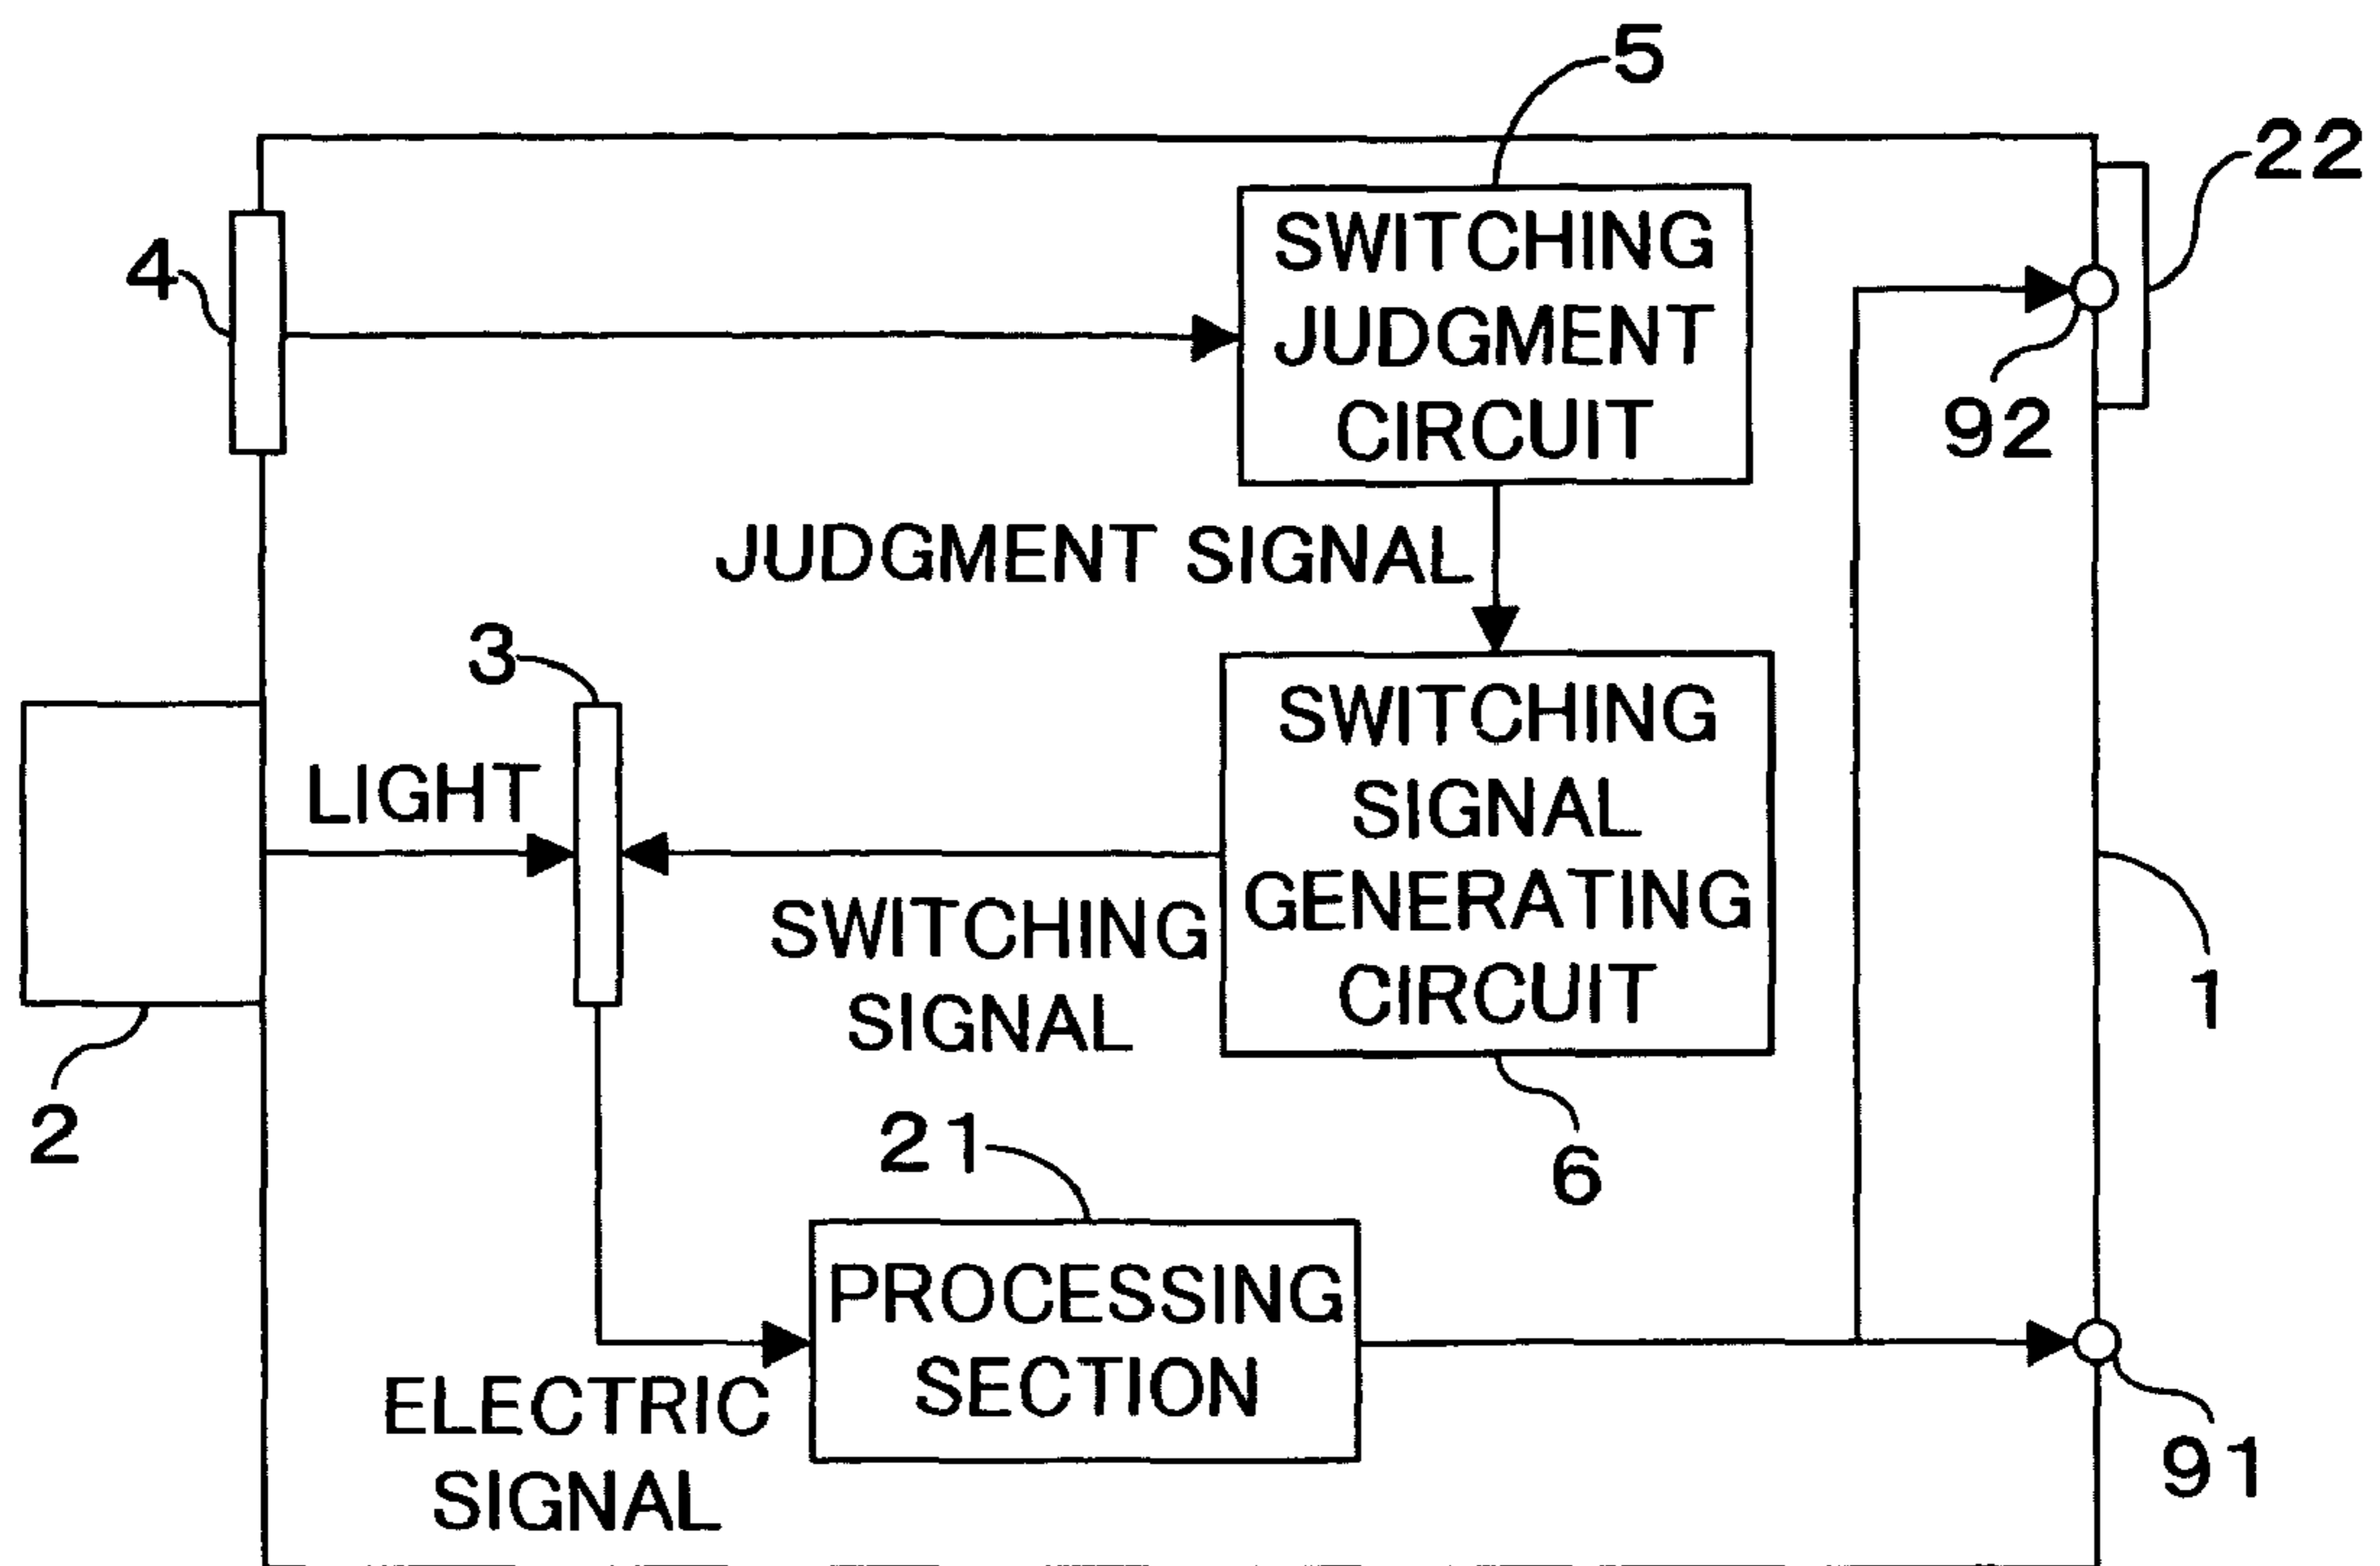 5
22
4
SWITCHING
JUDGMENT
CIRCUIT
92
JUDGMENT SIGNAL
3
SWITCHING
SIGNAL
GENERATING
CIRCUIT
LIGHT
SWITCHING
SIGNAL
1
2
21
6
PROCESSING
SECTION
ELECTRIC
SIGNAL
91